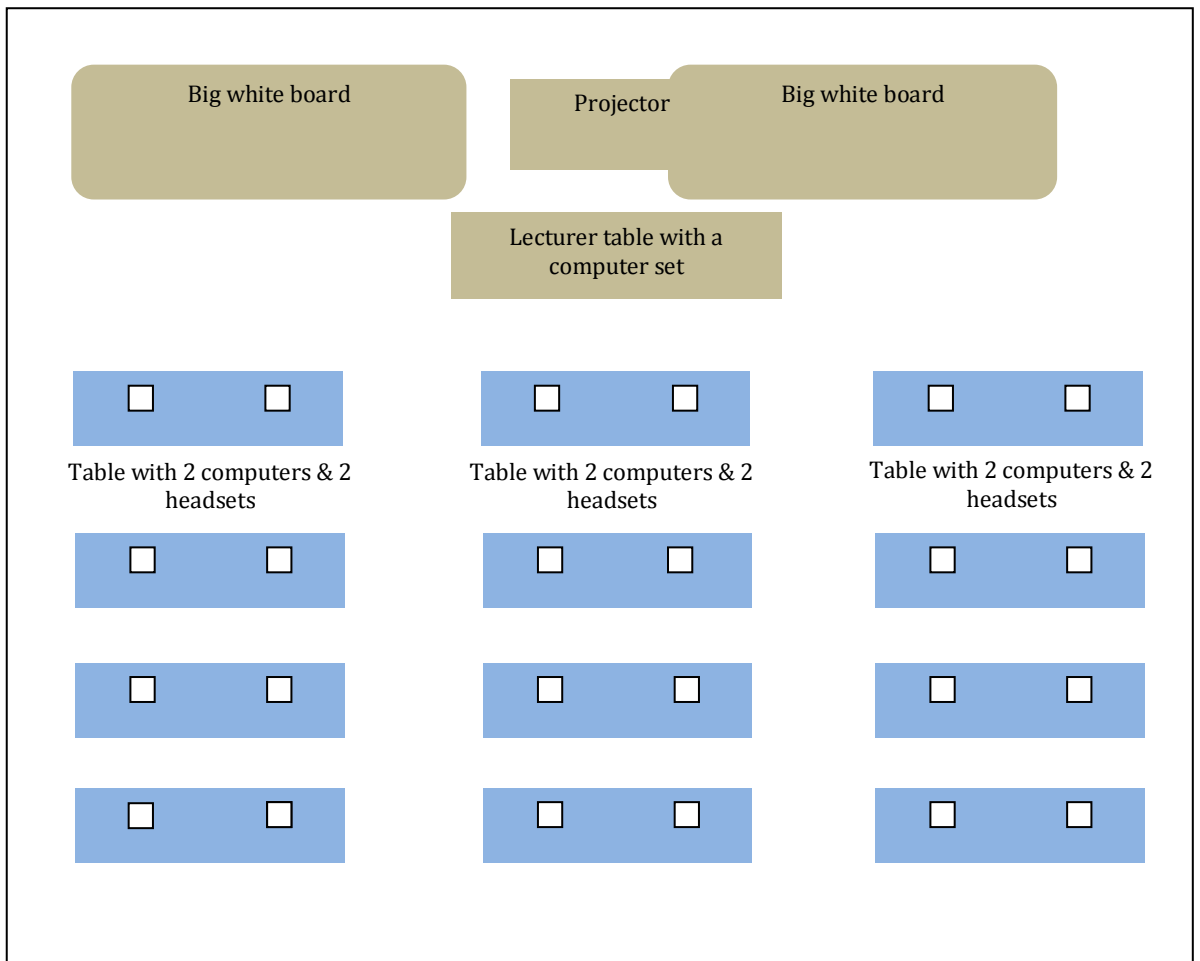 Big white board
Projector
Big white board
Lecturer table with a
computer set
Table with 2 computers & 2
headsets
Table with 2 computers & 2
headsets
Table with 2 computers & 2
headsets